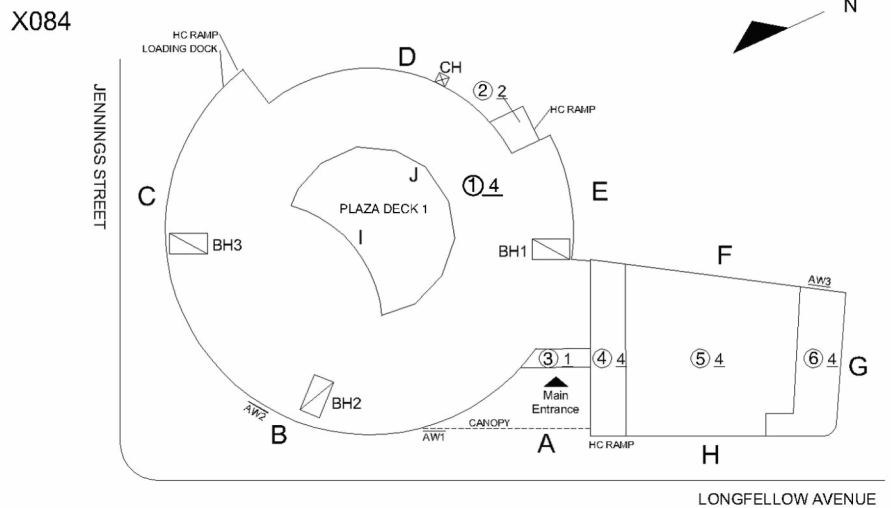 X084
N
HC RAMP
LOADING DOCK
D
CH
② 2
HC RAMP
JENNINGS STREET
C
J
① 4
E
PLAZA DECK 1
I
BH3
BH1
F
AW3
③ 1
④ 4
⑤ 4
⑥ 4
G
Main
Entrance
BH2
AW2
B
CANOPY
AW1
A
HC RAMP
H
LONGFELLOW AVENUE